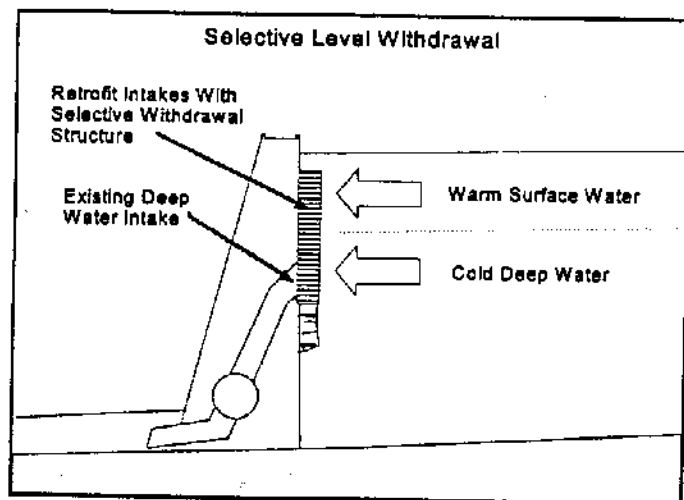 Selective Level Withdrawal
Retrofit Intakes With
Selective Withdrawal
Structure
Existing Deep
Water Intake
Warm Surface Water
Cold Deep Water